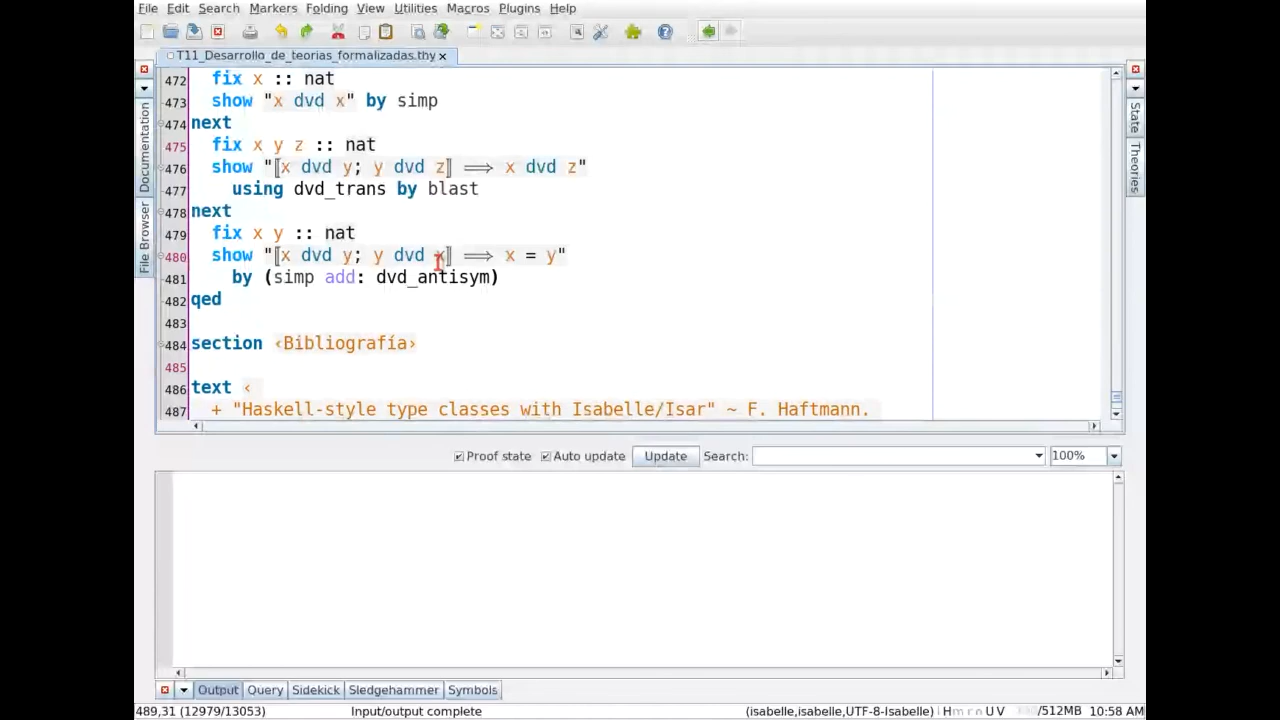 File Edit Search Markers Folding View Utilities Macros Plugins Help
T11_Desarrollo_de_teorias_formalizadas.thy
472 fix x :: nat
473 show "x dvd x" by simp
474 next
475 fix x y z :: nat
476 show "⟦x dvd y; y dvd z⟧ ⟹ x dvd z"
477 using dvd_trans by blast
478 next
479 fix x y :: nat
480 show "⟦x dvd y; y dvd x⟧ ⟹ x = y"
481 by (simp add: dvd_antisym)
482 qed
483
484 section ‹Bibliografía›
485
486 text ‹
487 + "Haskell-style type classes with Isabelle/Isar" ~ F. Haftmann.
Documentation
File Browser
State
Theories
Proof state Auto update Update Search: 100%
Output Query Sidekick Sledgehammer Symbols
489,31 (12979/13053) Input/output complete (isabelle,isabelle,UTF-8-Isabelle) /512MB 10:58 AM